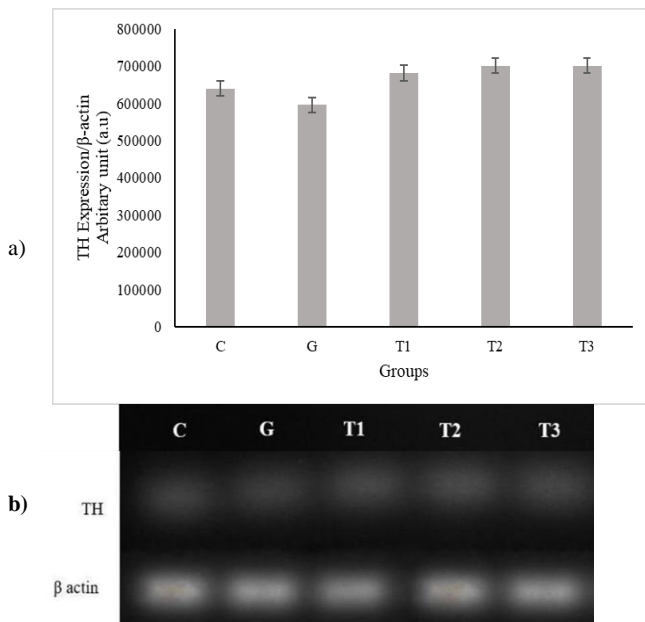 a)
TH Expression/β-actin
Arbitary unit (a.u)
800000
700000
600000
500000
400000
300000
200000
100000
0
C G T1 T2 T3
Groups
b)
C G T1 T2 T3
TH
β actin